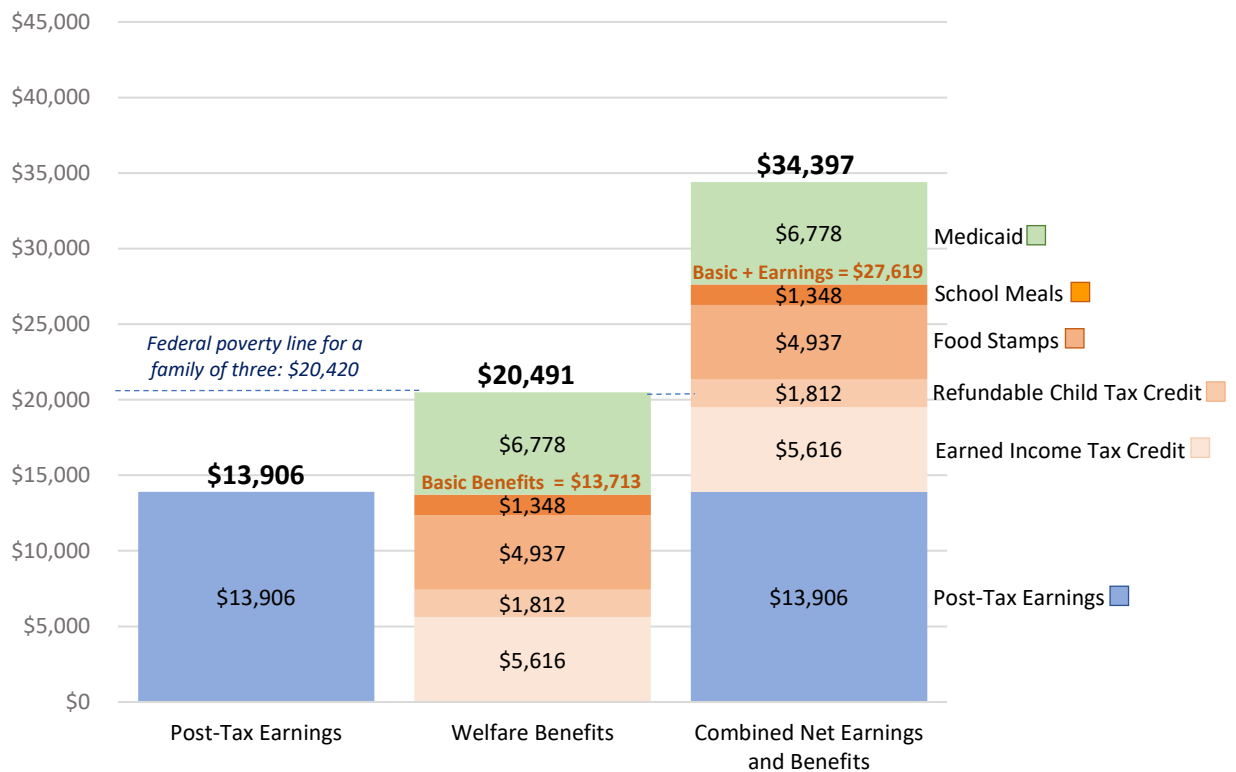 $45,000
$40,000
$35,000
$30,000
$25,000
$20,000
$15,000
$10,000
$5,000
$0
Federal poverty line for a
family of three: $20,420
$13,906
$13,906
$20,491
$6,778
Basic Benefits = $13,713
$1,348
$4,937
$1,812
$5,616
$34,397
$6,778
Basic + Earnings = $27,619
$1,348
$4,937
$1,812
$5,616
$13,906
Medicaid
School Meals
Food Stamps
Refundable Child Tax Credit
Earned Income Tax Credit
Post-Tax Earnings
Post-Tax Earnings
Welfare Benefits
Combined Net Earnings
and Benefits